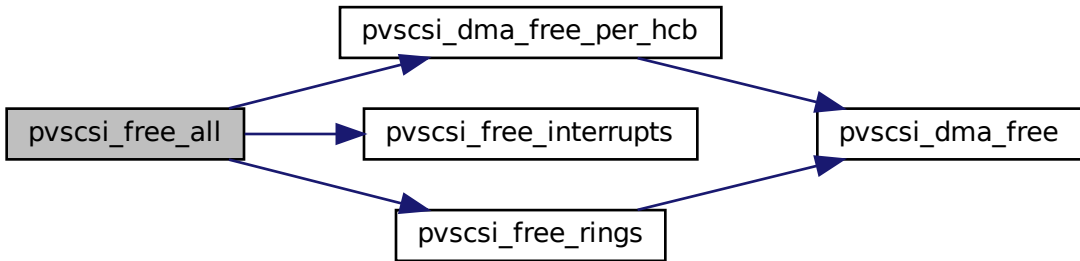 pvscsi_dma_free_per_hcb
pvscsi_free_all
pvscsi_free_interrupts
pvscsi_dma_free
pvscsi_free_rings